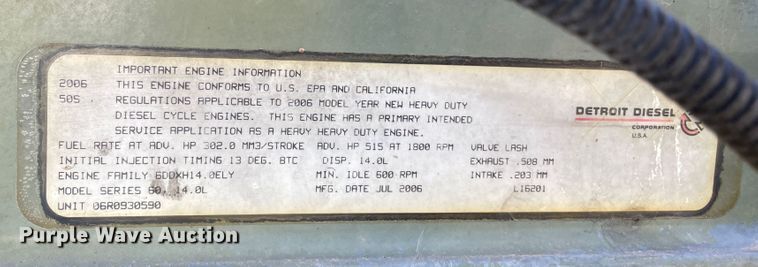 IMPORTANT ENGINE INFORMATION
2006 THIS ENGINE CONFORMS TO U.S. EPA AND CALIFORNIA
50S REGULATIONS APPLICABLE TO 2006 MODEL YEAR NEW HEAVY DUTY
DIESEL CYCLE ENGINES. THIS ENGINE HAS A PRIMARY INTENDED
SERVICE APPLICATION AS A HEAVY HEAVY DUTY ENGINE.
FUEL RATE AT ADV. HP 302.0 MM3/STROKE ADV. HP 515 AT 1800 RPM VALVE LASH
INITIAL INJECTION TIMING 13 DEG. BTC DISP. 14.0L EXHAUST .508 MM
ENGINE FAMILY 6DDXH14.0ELY MIN. IDLE 600 RPM INTAKE .203 MM
MODEL SERIES 60, 14.0L MFG. DATE JUL 2006 L16201
UNIT 06R0930590
DETROIT DIESEL
CORPORATION
U.S.A.
Purple Wave Auction